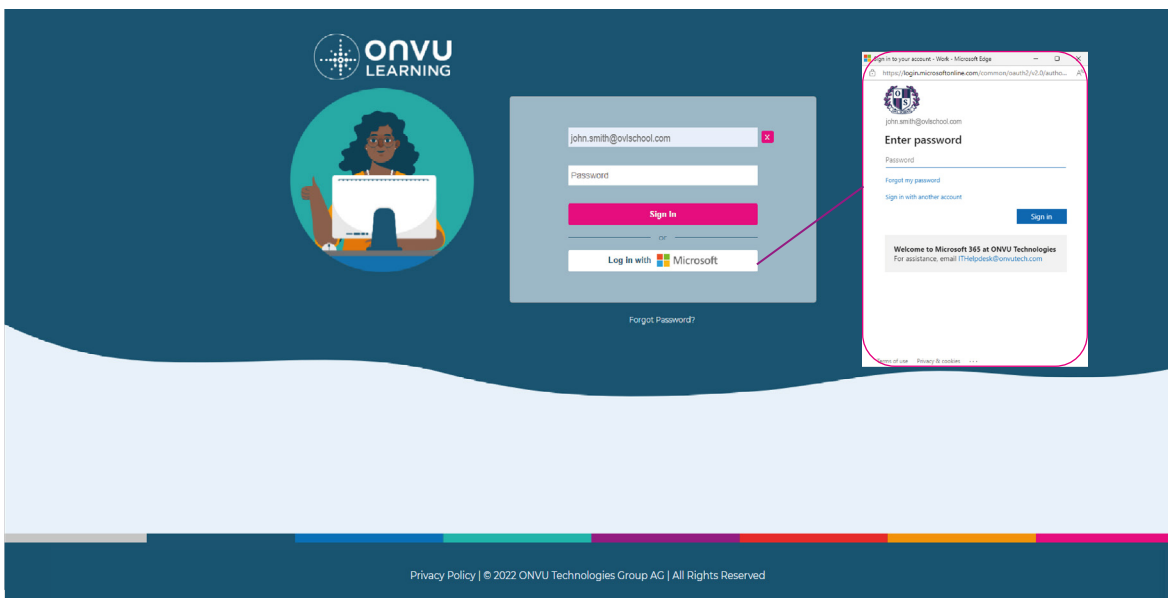 ONVU
LEARNING
john.smith@ovlschool.com
x
Password
Sign In
or
Log in with Microsoft
Forgot Password?
Sign in to your account - Work - Microsoft Edge
https://login.microsoftonline.com/common/oauth2/v2.0/autho...
O S
john.smith@ovlschool.com
Enter password
Password
Forgot my password
Sign in with another account
Sign in
Welcome to Microsoft 365 at ONVU Technologies
For assistance, email ITHelpdesk@onvutech.com
Terms of use Privacy & cookies ...
Privacy Policy | © 2022 ONVU Technologies Group AG | All Rights Reserved